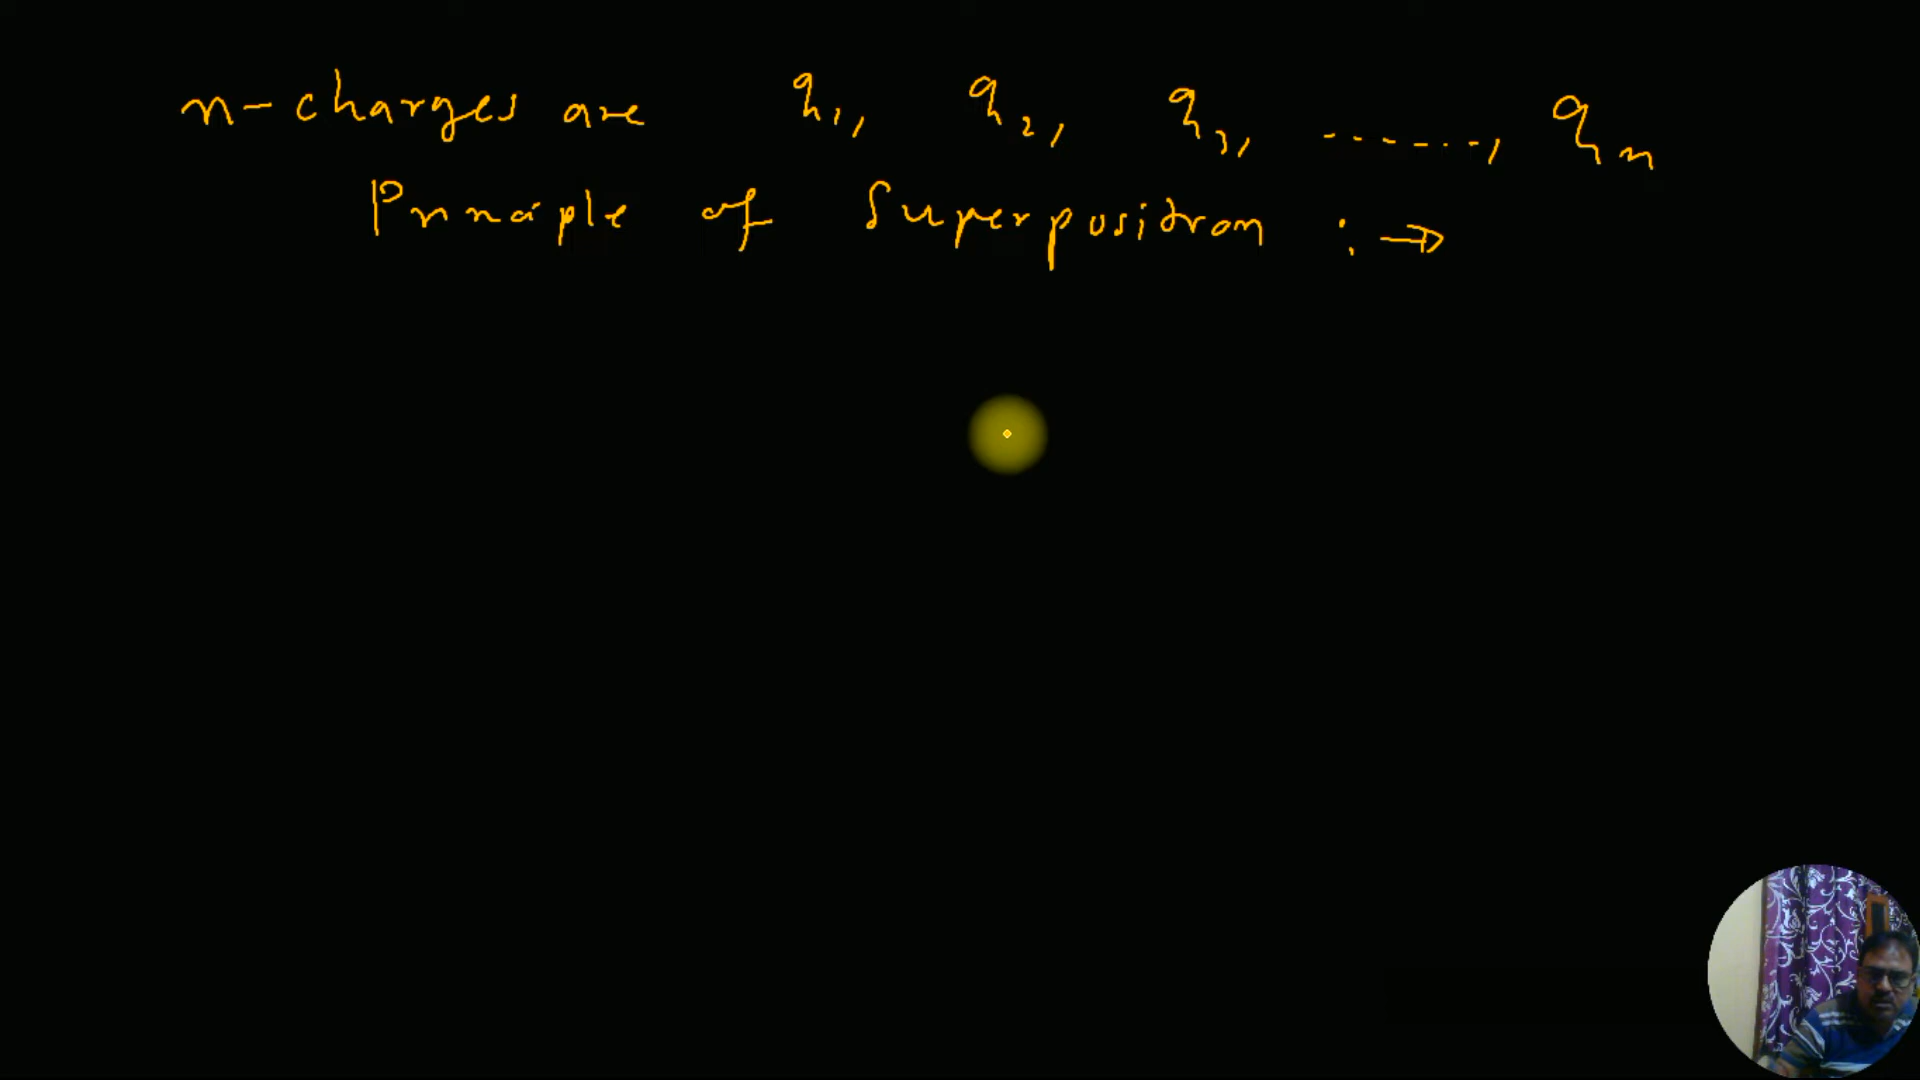 n-charges are q1, q2, q3, ......, qn
Principle of Superposition :→